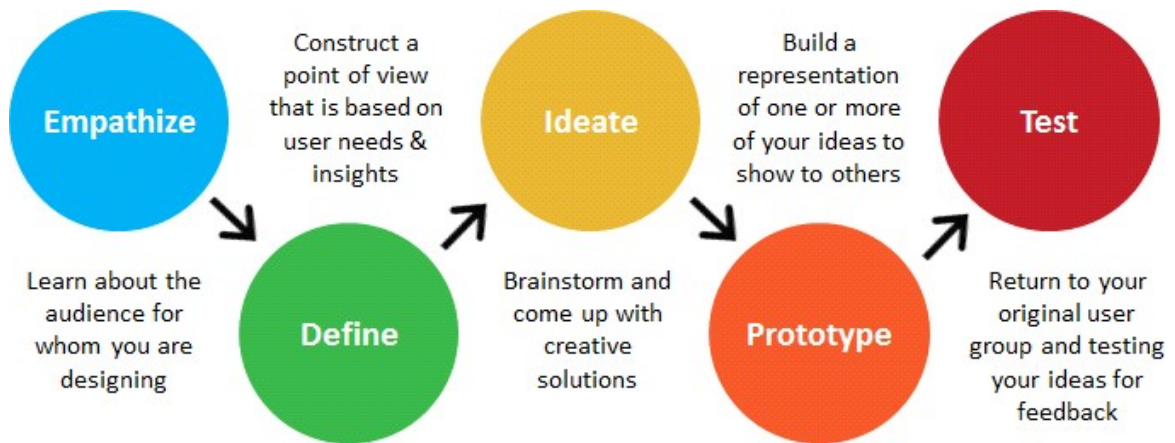 Empathize
Learn about the
audience for
whom you are
designing
Construct a
point of view
that is based on
user needs &
insights
Define
Ideate
Brainstorm and
come up with
creative
solutions
Build a
representation
of one or more
of your ideas to
show to others
Prototype
Test
Return to your
original user
group and testing
your ideas for
feedback